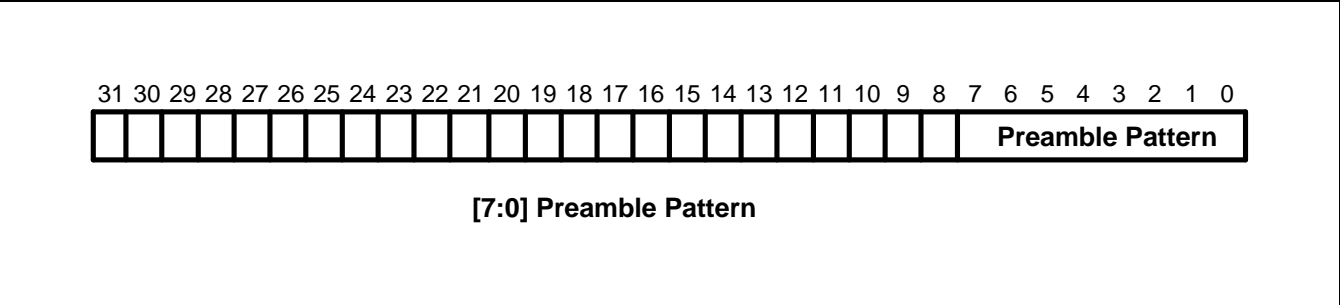 31 30 29 28 27 26 25 24 23 22 21 20 19 18 17 16 15 14 13 12 11 10 9 8 7 6 5 4 3 2 1 0
Preamble Pattern
[7:0] Preamble Pattern